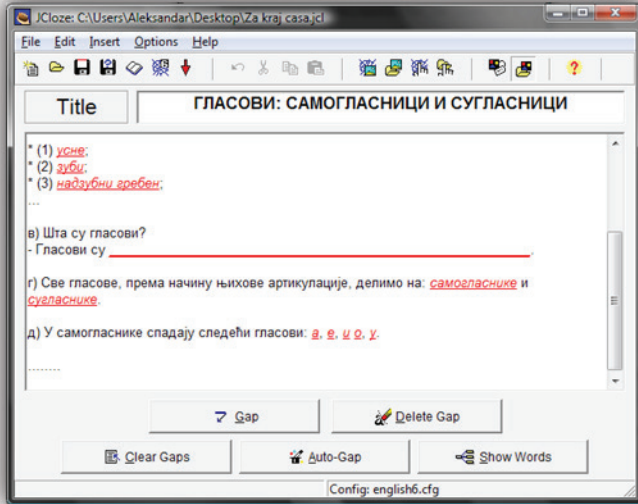 JCloze: C:\Users\Aleksandar\Desktop\Za kraj casa.jcl
File Edit Insert Options Help
Title ГЛАСОВИ: САМОГЛАСНИЦИ И СУГЛАСНИЦИ
* (1) усне;
* (2) зуби;
* (3) надзубни гребен;
...
в) Шта су гласови?
- Гласови су ______________________________.
г) Све гласове, према начину њихове артикулације, делимо на: самогласнике и
сугласнике.
д) У самогласнике спадају следећи гласови: а, е, и о, у.
........
Gap Delete Gap
Clear Gaps Auto-Gap Show Words
Config: english6.cfg